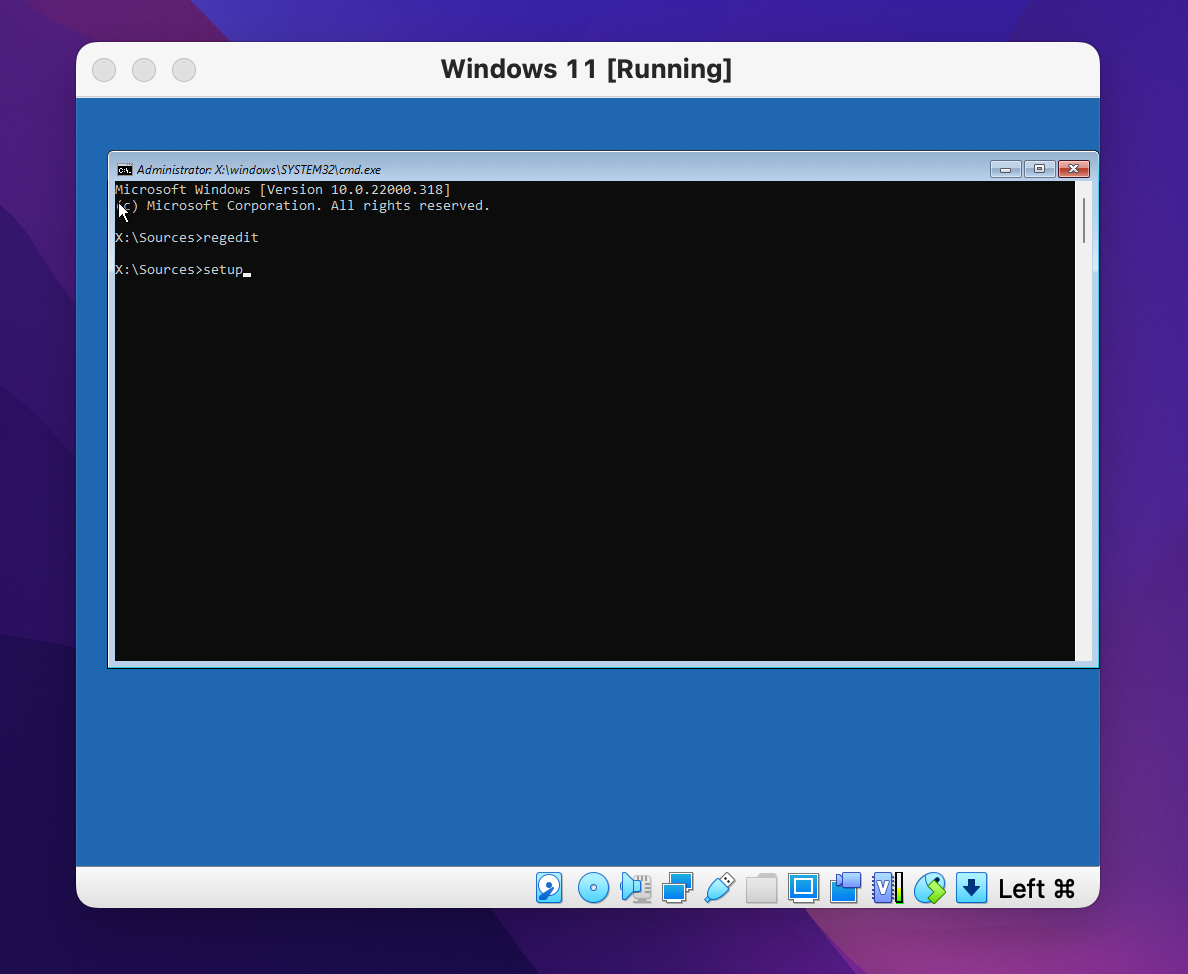 Windows 11 [Running]
Administrator: X:\windows\SYSTEM32\cmd.exe
Microsoft Windows [Version 10.0.22000.318]
(c) Microsoft Corporation. All rights reserved.
X:\Sources>regedit
X:\Sources>setup
Left ⌘